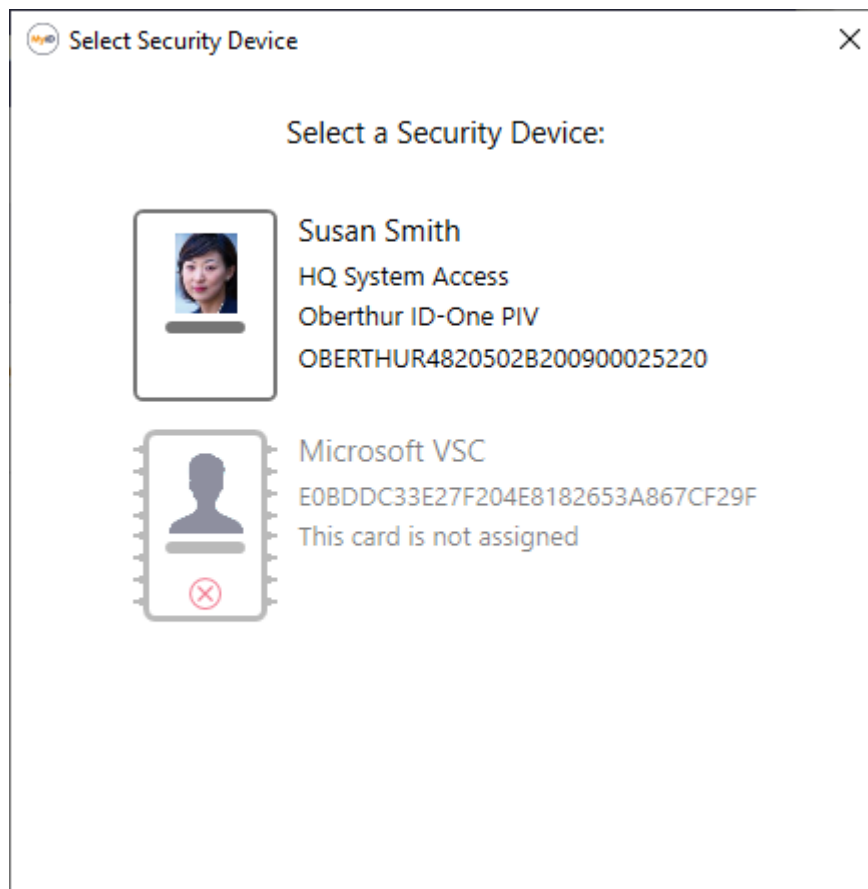 MyID Select Security Device
Select a Security Device:
Susan Smith
HQ System Access
Oberthur ID-One PIV
OBERTHUR4820502B200900025220
Microsoft VSC
E0BDDC33E27F204E8182653A867CF29F
This card is not assigned